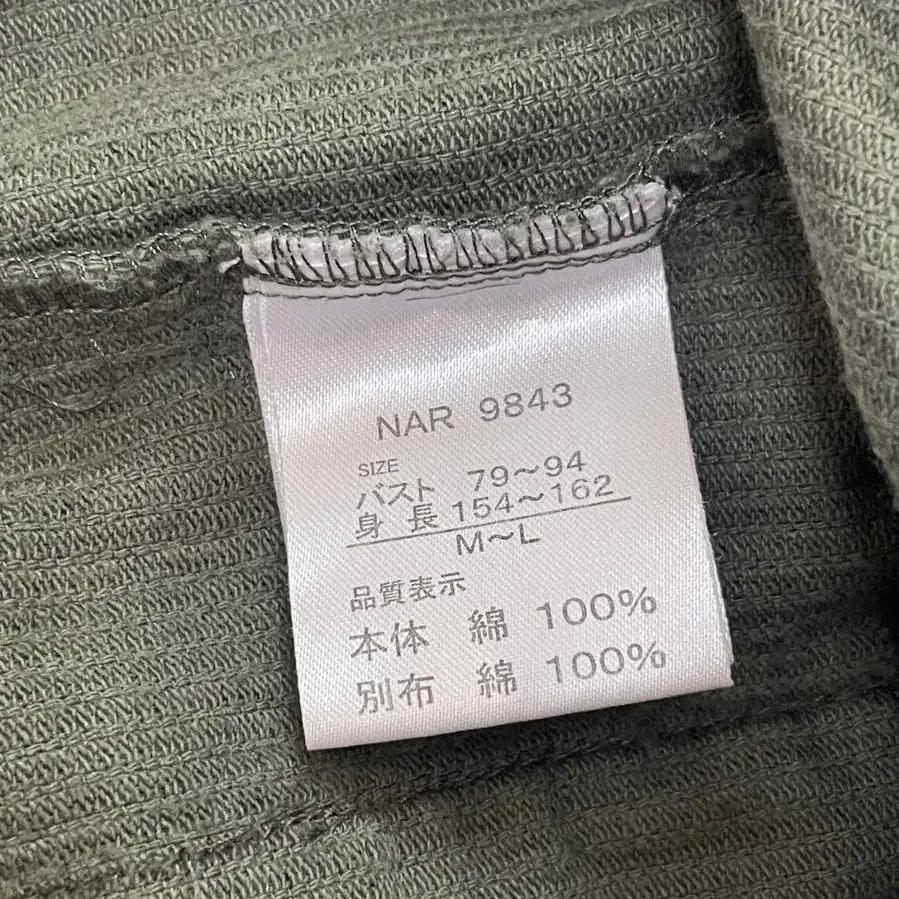 NAR 9843
SIZE
バスト 79〜94
身長 154〜162
M〜L
品質表示
本体 綿 100%
別布 綿 100%